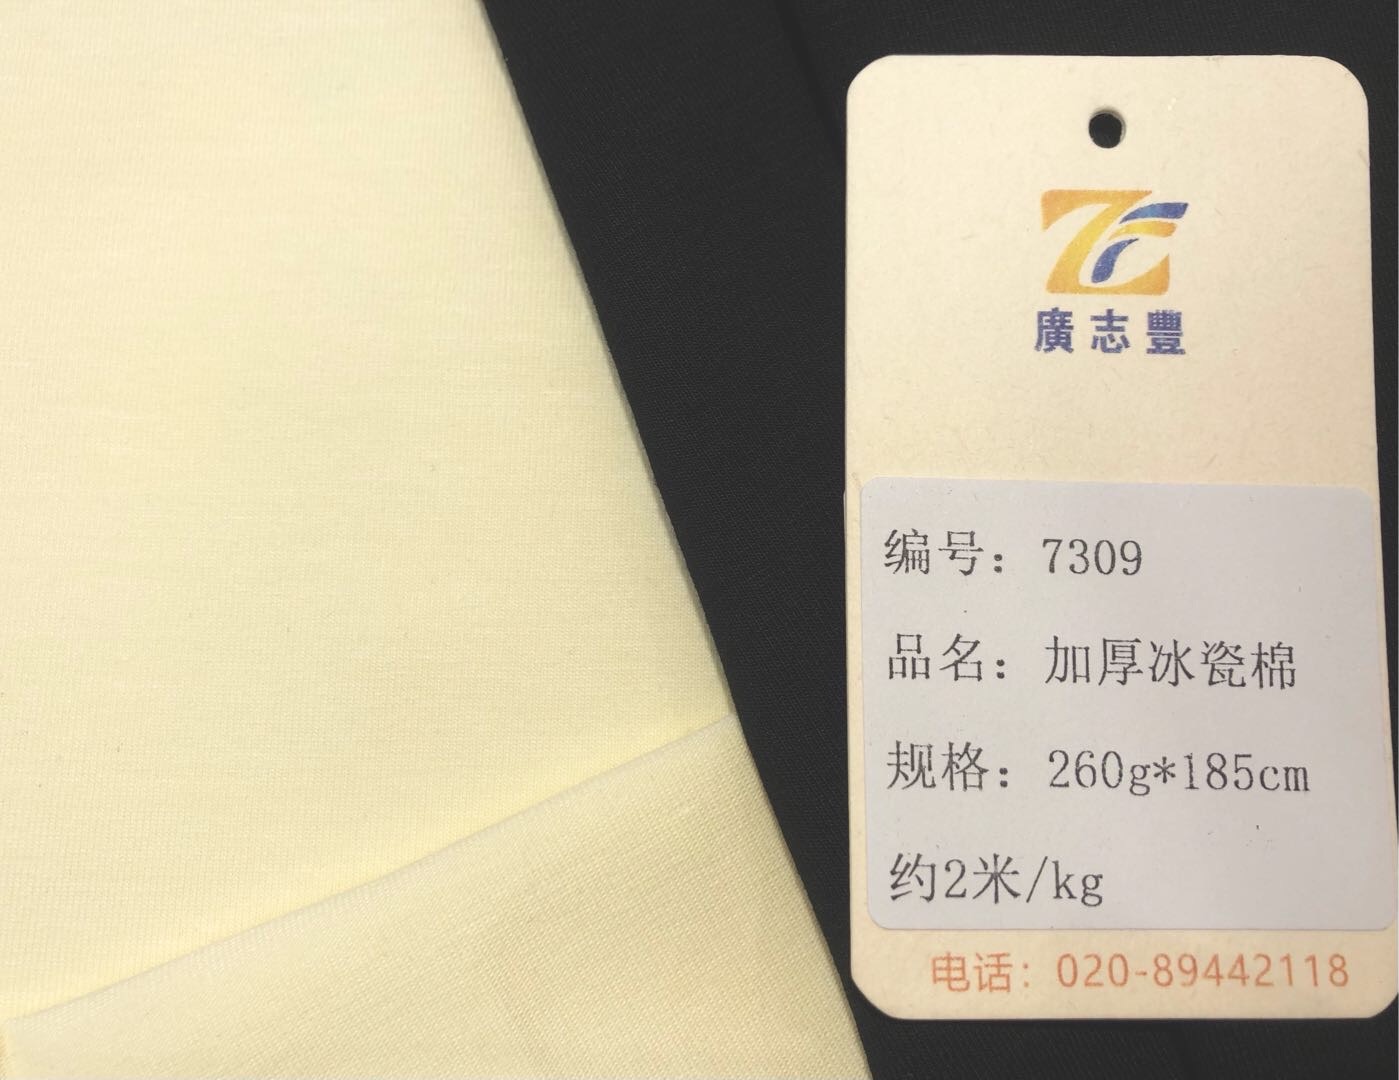 ZF
廣志豐
编号：7309
品名：加厚冰瓷棉
规格：260g*185cm
约2米/kg
电话：020-89442118